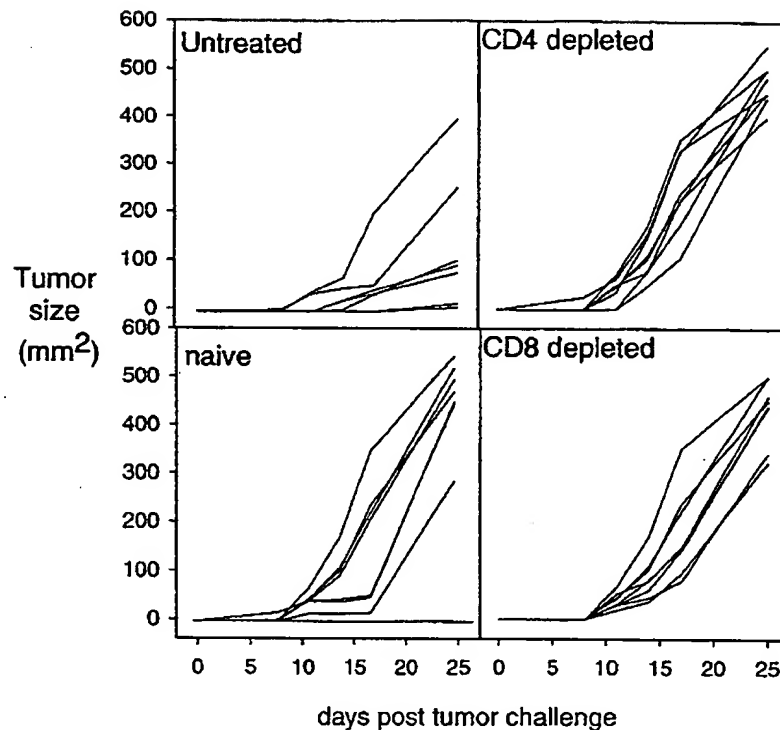 600
500
400
300
200
100
0
Untreated
CD4 depleted
Tumor
size
(mm2)
600
500
400
300
200
100
0
naive
CD8 depleted
0 5 10 15 20 25
0 5 10 15 20 25
days post tumor challenge